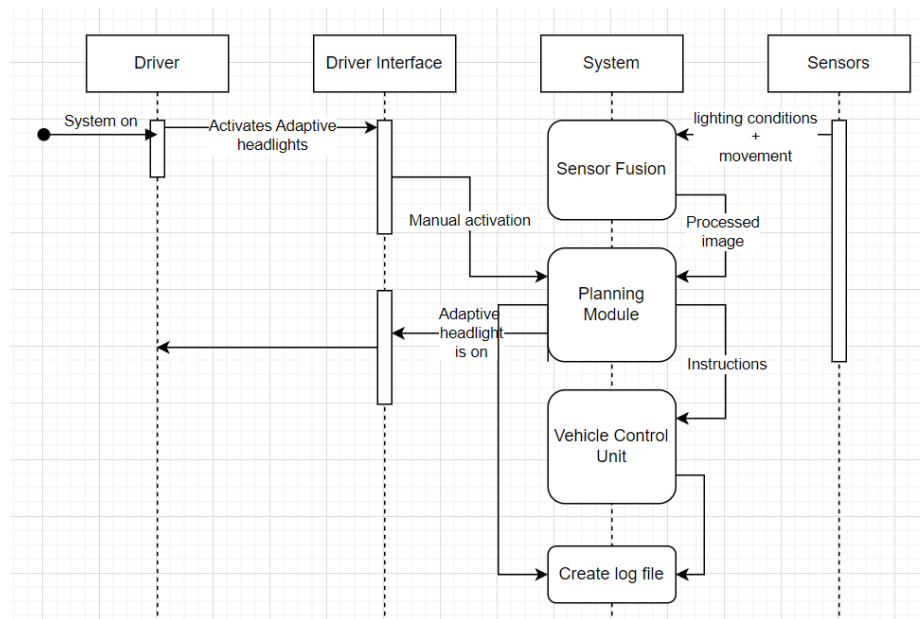 Driver
Driver Interface
System
Sensors
System on
Activates Adaptive
headlights
lighting conditions
+
movement
Sensor Fusion
Manual activation
Processed
image
Planning
Module
Adaptive
headlight
is on
Instructions
Vehicle Control
Unit
Create log file